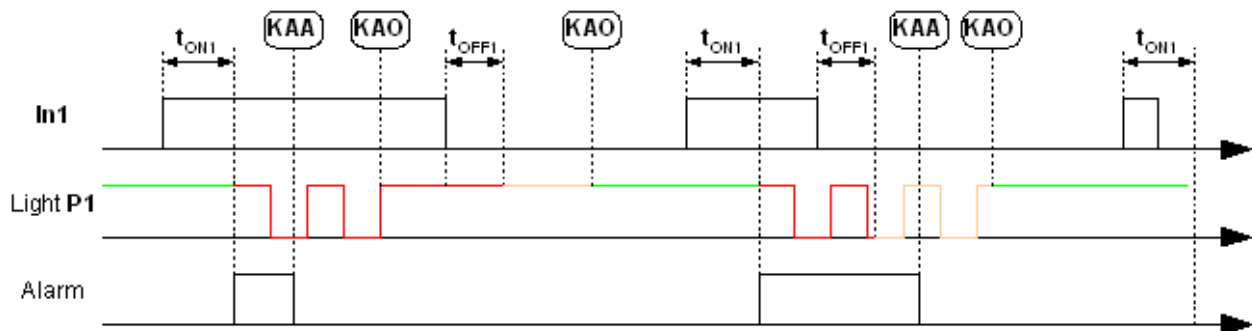 KAA KAO KAO KAA KAO
tON1 tOFF1 tON1 tOFF1 tON1
In1
Light P1
Alarm